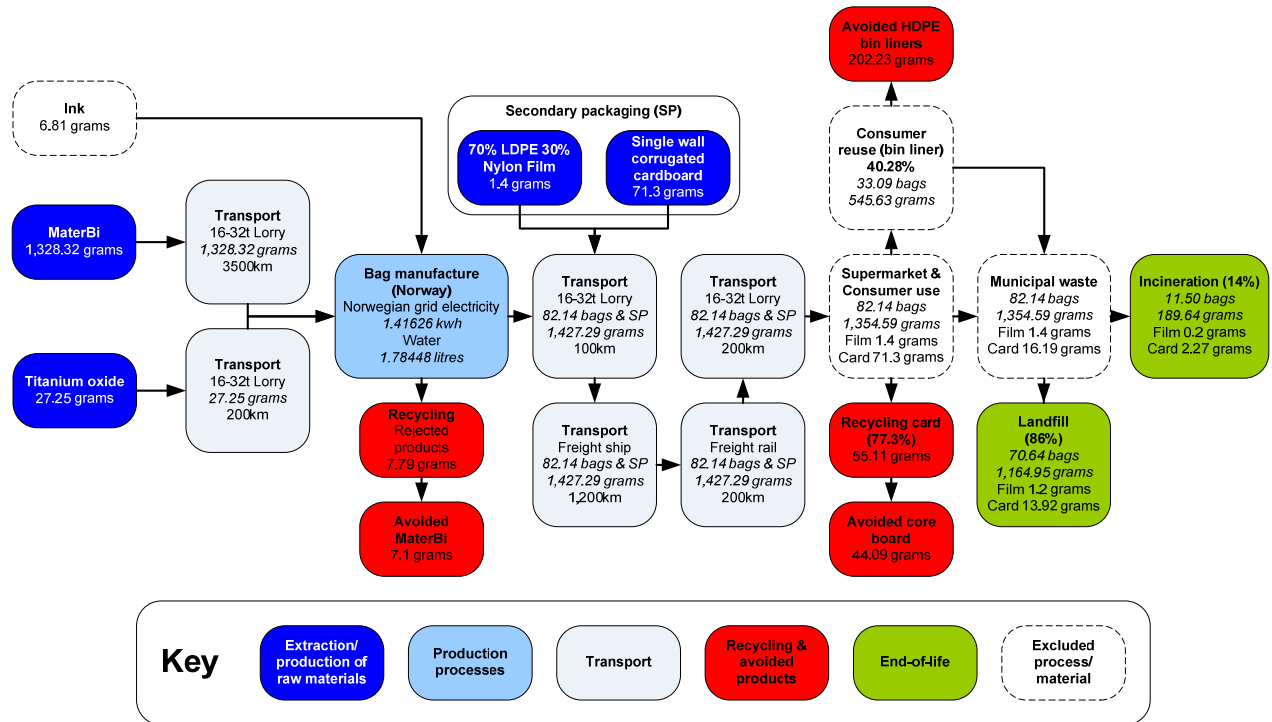 Avoided HDPE
bin liners
202.23 grams
Ink
6.81 grams
Secondary packaging (SP)
70% LDPE 30%
Nylon Film
1.4 grams
Single wall
corrugated
cardboard
71.3 grams
Consumer
reuse (bin liner)
40.28%
33.09 bags
545.63 grams
MaterBi
1,328.32 grams
Transport
16-32t Lorry
1,328.32 grams
3500km
Bag manufacture
(Norway)
Norwegian grid electricity
1.41626 kwh
Water
1.78448 litres
Transport
16-32t Lorry
82.14 bags & SP
1,427.29 grams
100km
Transport
16-32t Lorry
82.14 bags & SP
1,427.29 grams
200km
Supermarket &
Consumer use
82.14 bags
1,354.59 grams
Film 1.4 grams
Card 71.3 grams
Municipal waste
82.14 bags
1,354.59 grams
Film 1.4 grams
Card 16.19 grams
Incineration (14%)
11.50 bags
189.64 grams
Film 0.2 grams
Card 2.27 grams
Titanium oxide
27.25 grams
Transport
16-32t Lorry
27.25 grams
200km
Recycling
Rejected
products
7.79 grams
Transport
Freight ship
82.14 bags & SP
1,427.29 grams
1,200km
Transport
Freight rail
82.14 bags & SP
1,427.29 grams
200km
Recycling card
(77.3%)
55.11 grams
Landfill
(86%)
70.64 bags
1,164.95 grams
Film 1.2 grams
Card 13.92 grams
Avoided
MaterBi
7.1 grams
Avoided core
board
44.09 grams
Key
Extraction/
production of
raw materials
Production
processes
Transport
Recycling &
avoided
products
End-of-life
Excluded
process/
material